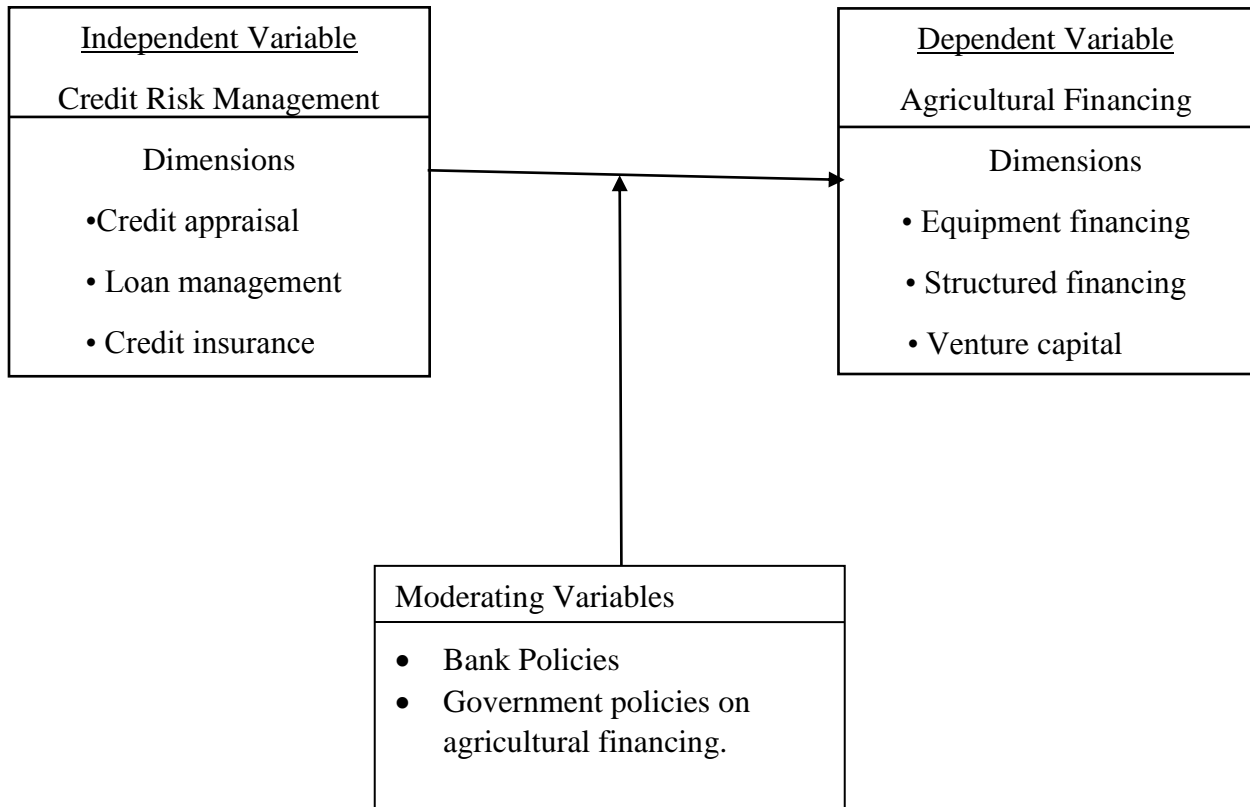 Independent Variable
Credit Risk Management
Dimensions
•Credit appraisal
• Loan management
• Credit insurance
Dependent Variable
Agricultural Financing
Dimensions
• Equipment financing
• Structured financing
• Venture capital
Moderating Variables
• Bank Policies
• Government policies on
agricultural financing.